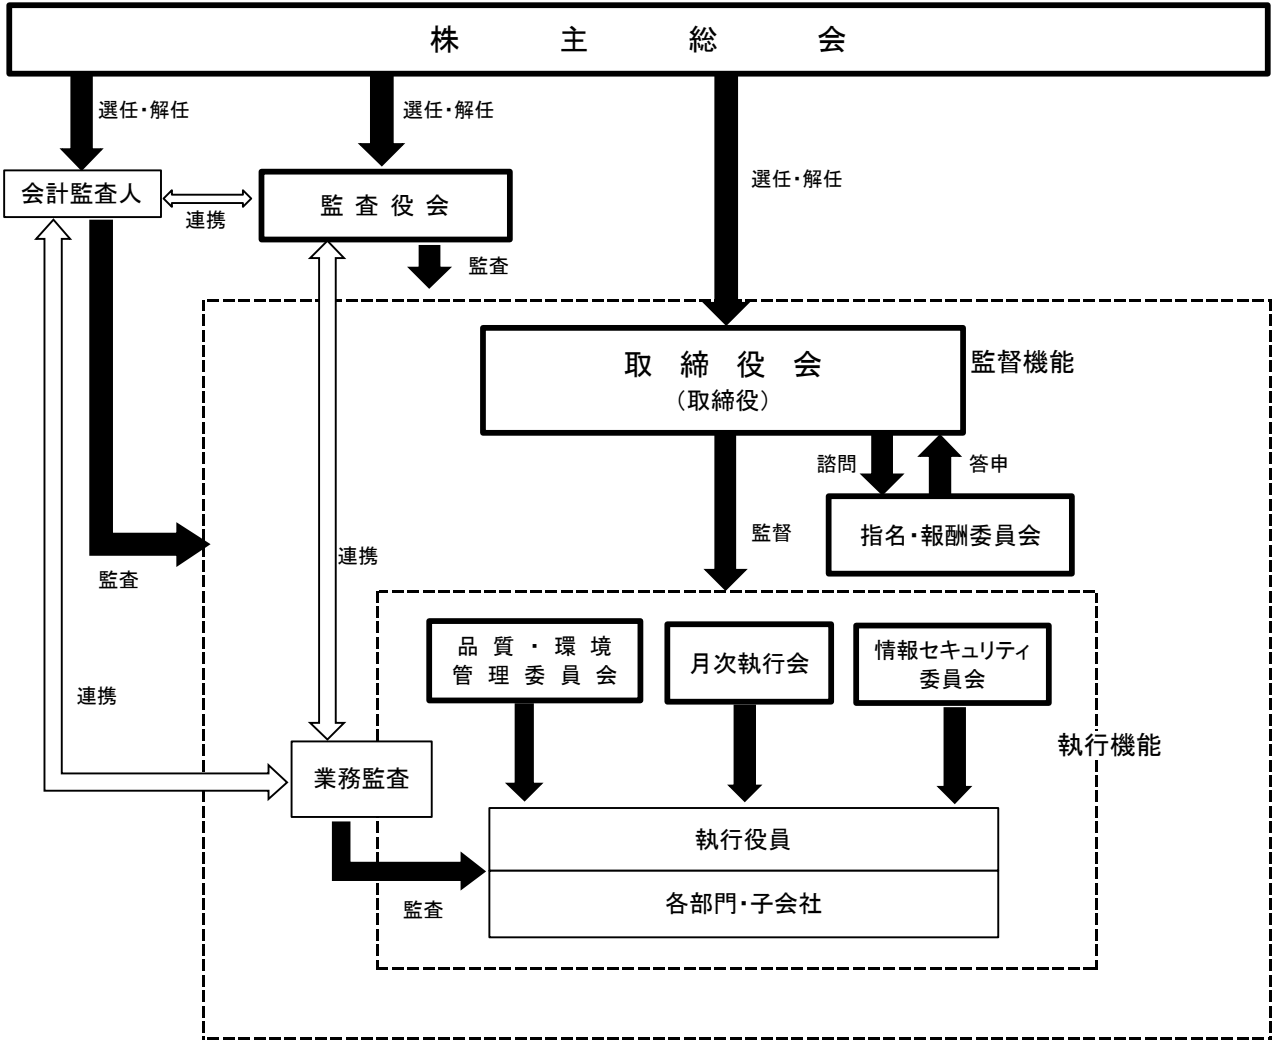 株主総会
選任・解任
選任・解任
選任・解任
会計監査人
連携
監査役会
監査
取締役会
（取締役）
監督機能
諮問
答申
指名・報酬委員会
監督
監査
連携
連携
品質・環境
管理委員会
月次執行会
情報セキュリティ
委員会
執行機能
業務監査
監査
執行役員
各部門・子会社